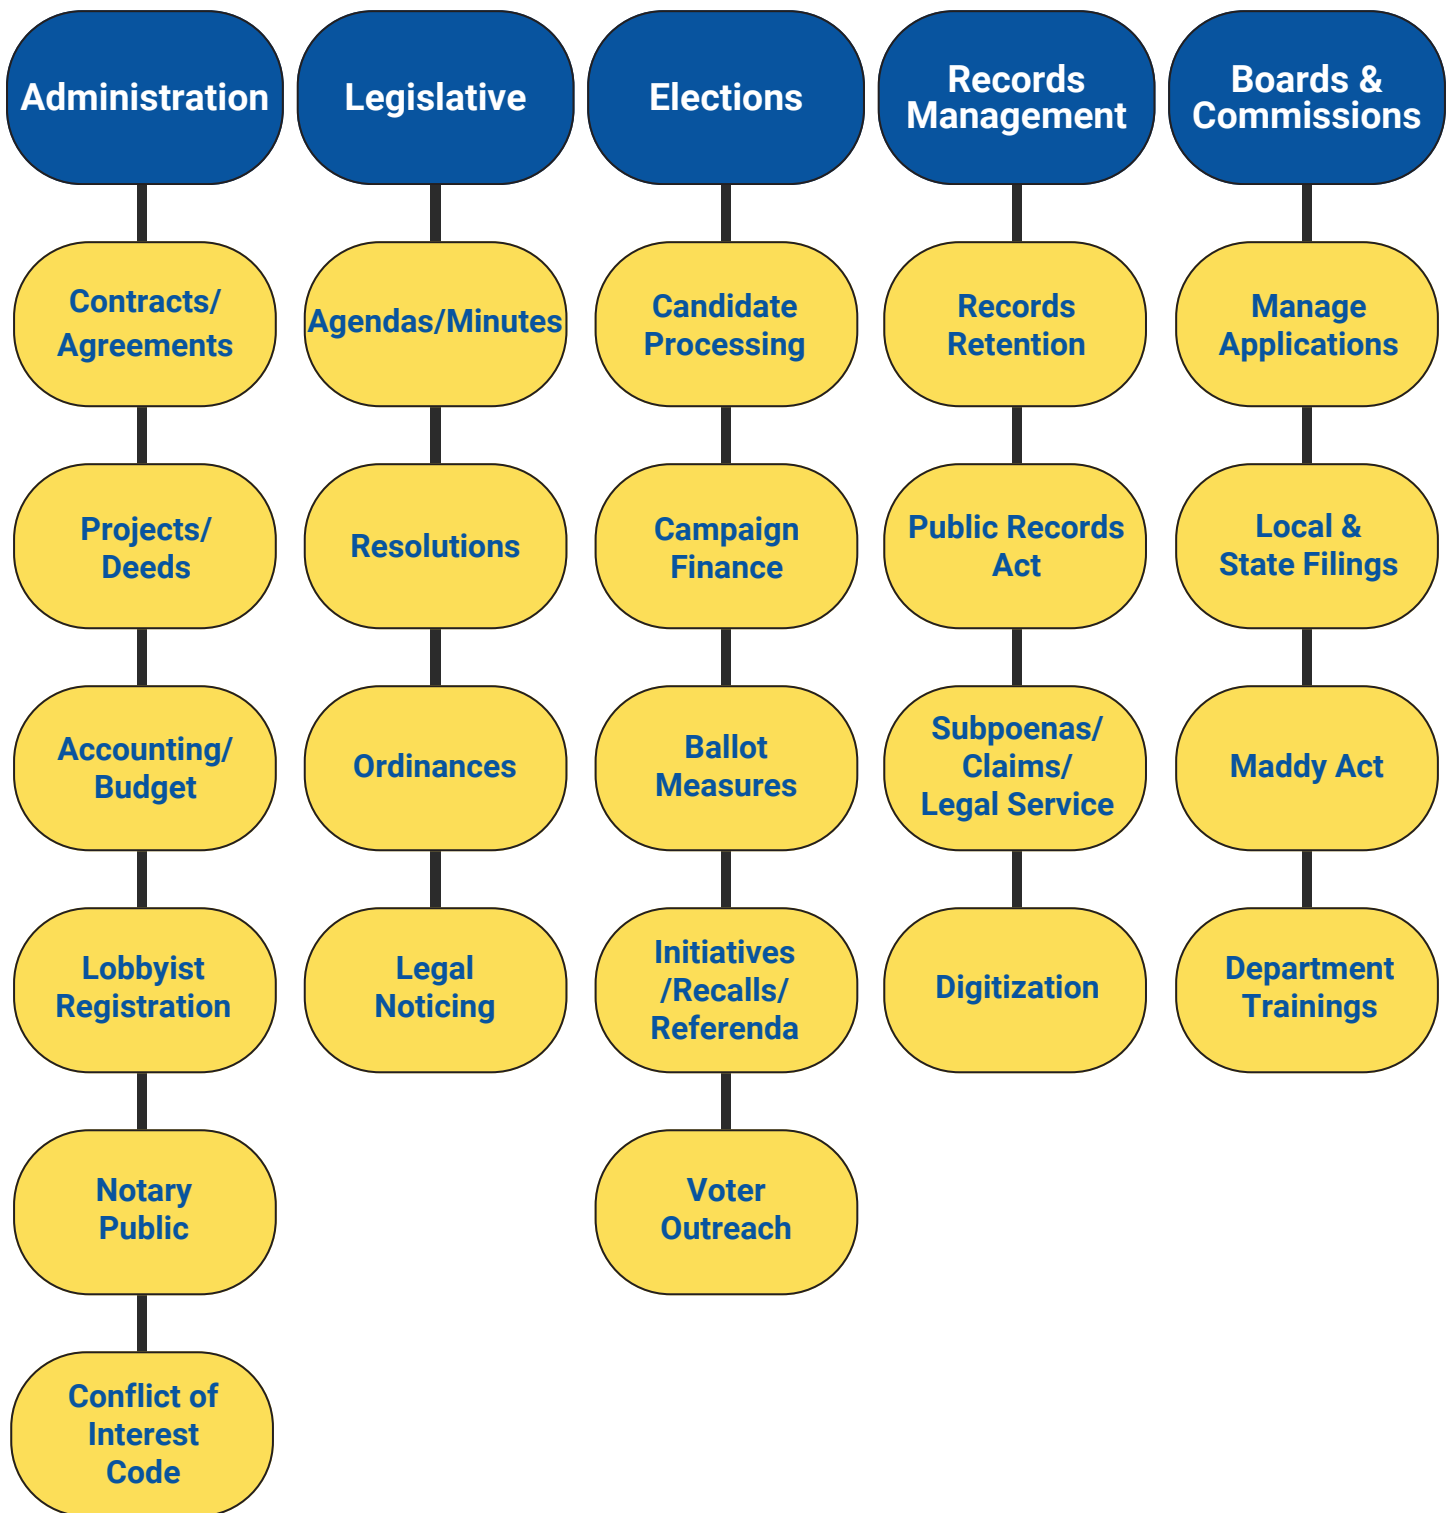 Administration
Legislative
Elections
Records
Management
Boards &
Commissions
Contracts/
Agreements
Agendas/Minutes
Candidate
Processing
Records
Retention
Manage
Applications
Projects/
Deeds
Resolutions
Campaign
Finance
Public Records
Act
Local &
State Filings
Accounting/
Budget
Ordinances
Ballot
Measures
Subpoenas/
Claims/
Legal Service
Maddy Act
Lobbyist
Registration
Legal
Noticing
Initiatives
/Recalls/
Referenda
Digitization
Department
Trainings
Notary
Public
Voter
Outreach
Conflict of
Interest
Code